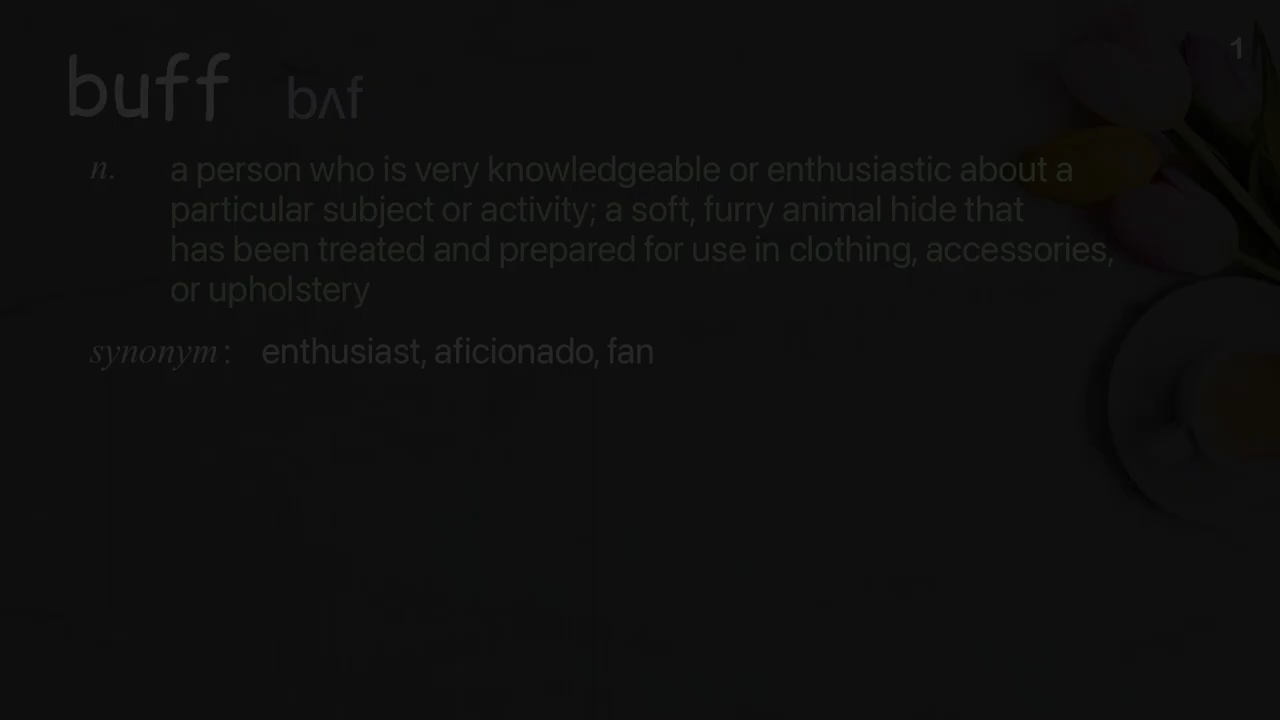 1
buff bʌf
n. a person who is very knowledgeable or enthusiastic about a
particular subject or activity; a soft, furry animal hide that
has been treated and prepared for use in clothing, accessories,
or upholstery
synonym: enthusiast, aficionado, fan